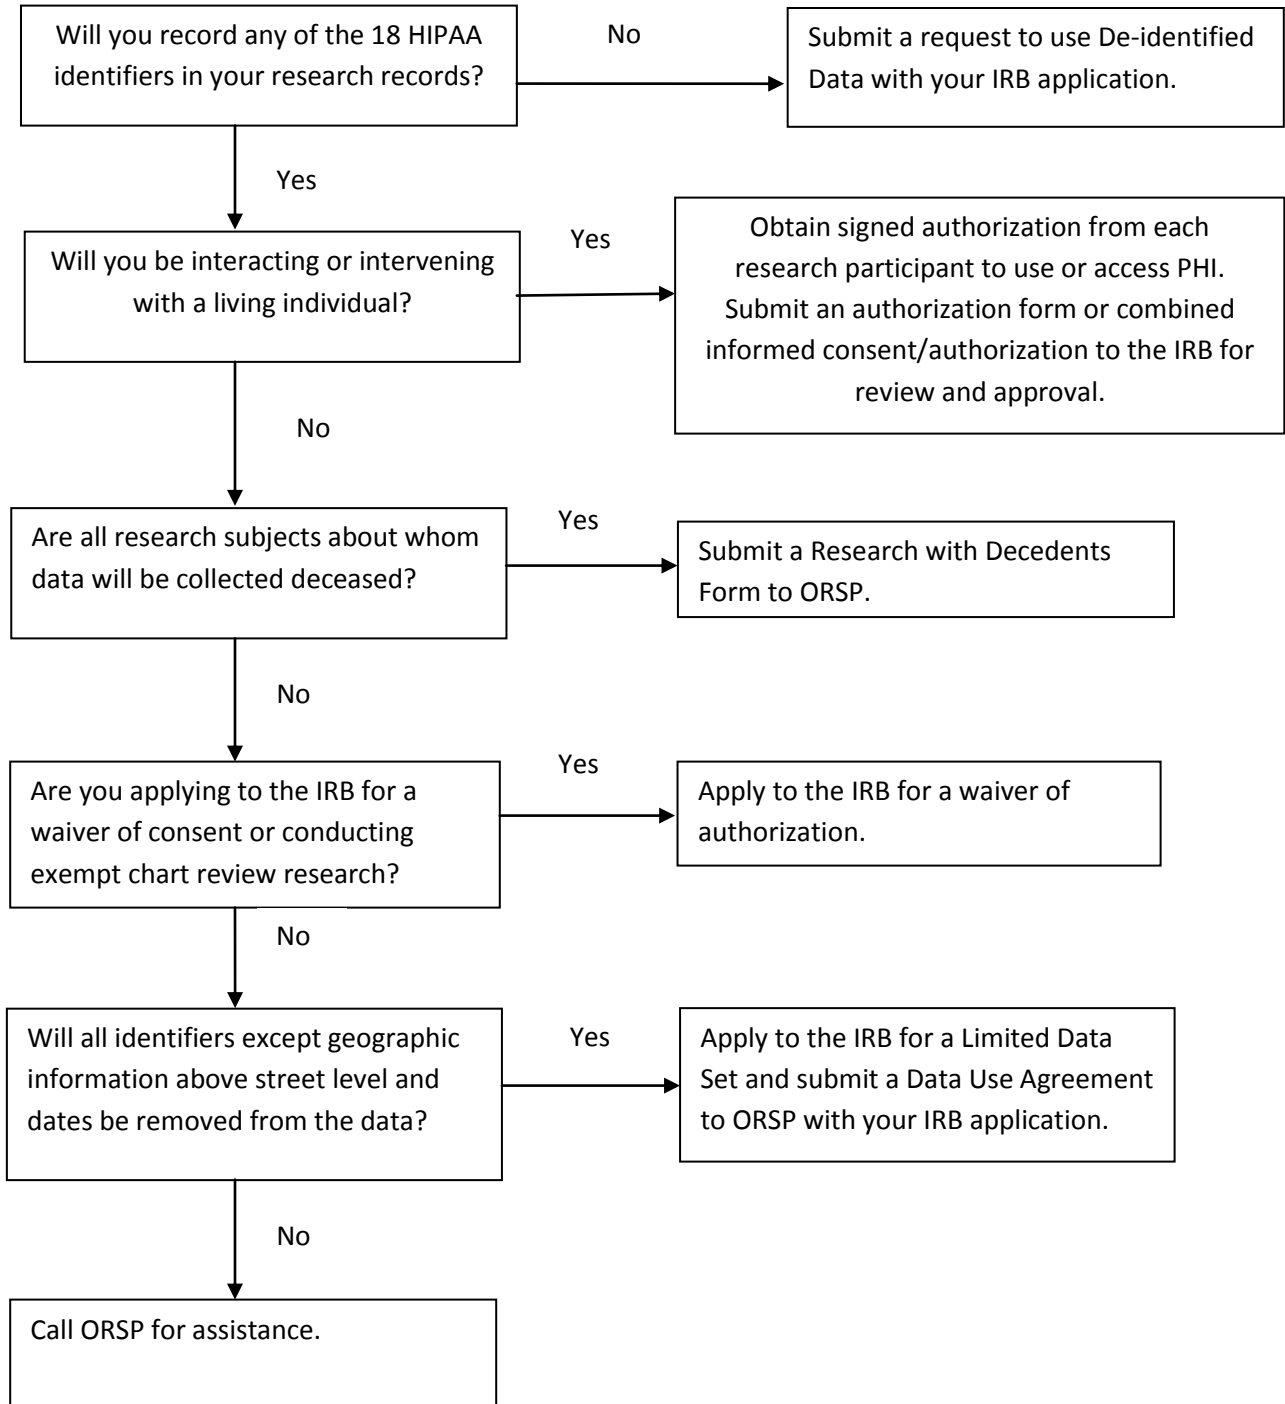 Will you record any of the 18 HIPAA
identifiers in your research records?
No
Submit a request to use De-identified
Data with your IRB application.
Yes
Will you be interacting or intervening
with a living individual?
Yes
Obtain signed authorization from each
research participant to use or access PHI.
Submit an authorization form or combined
informed consent/authorization to the IRB for
review and approval.
No
Are all research subjects about whom
data will be collected deceased?
Yes
Submit a Research with Decedents
Form to ORSP.
No
Are you applying to the IRB for a
waiver of consent or conducting
exempt chart review research?
Yes
Apply to the IRB for a waiver of
authorization.
No
Will all identifiers except geographic
information above street level and
dates be removed from the data?
Yes
Apply to the IRB for a Limited Data
Set and submit a Data Use Agreement
to ORSP with your IRB application.
No
Call ORSP for assistance.